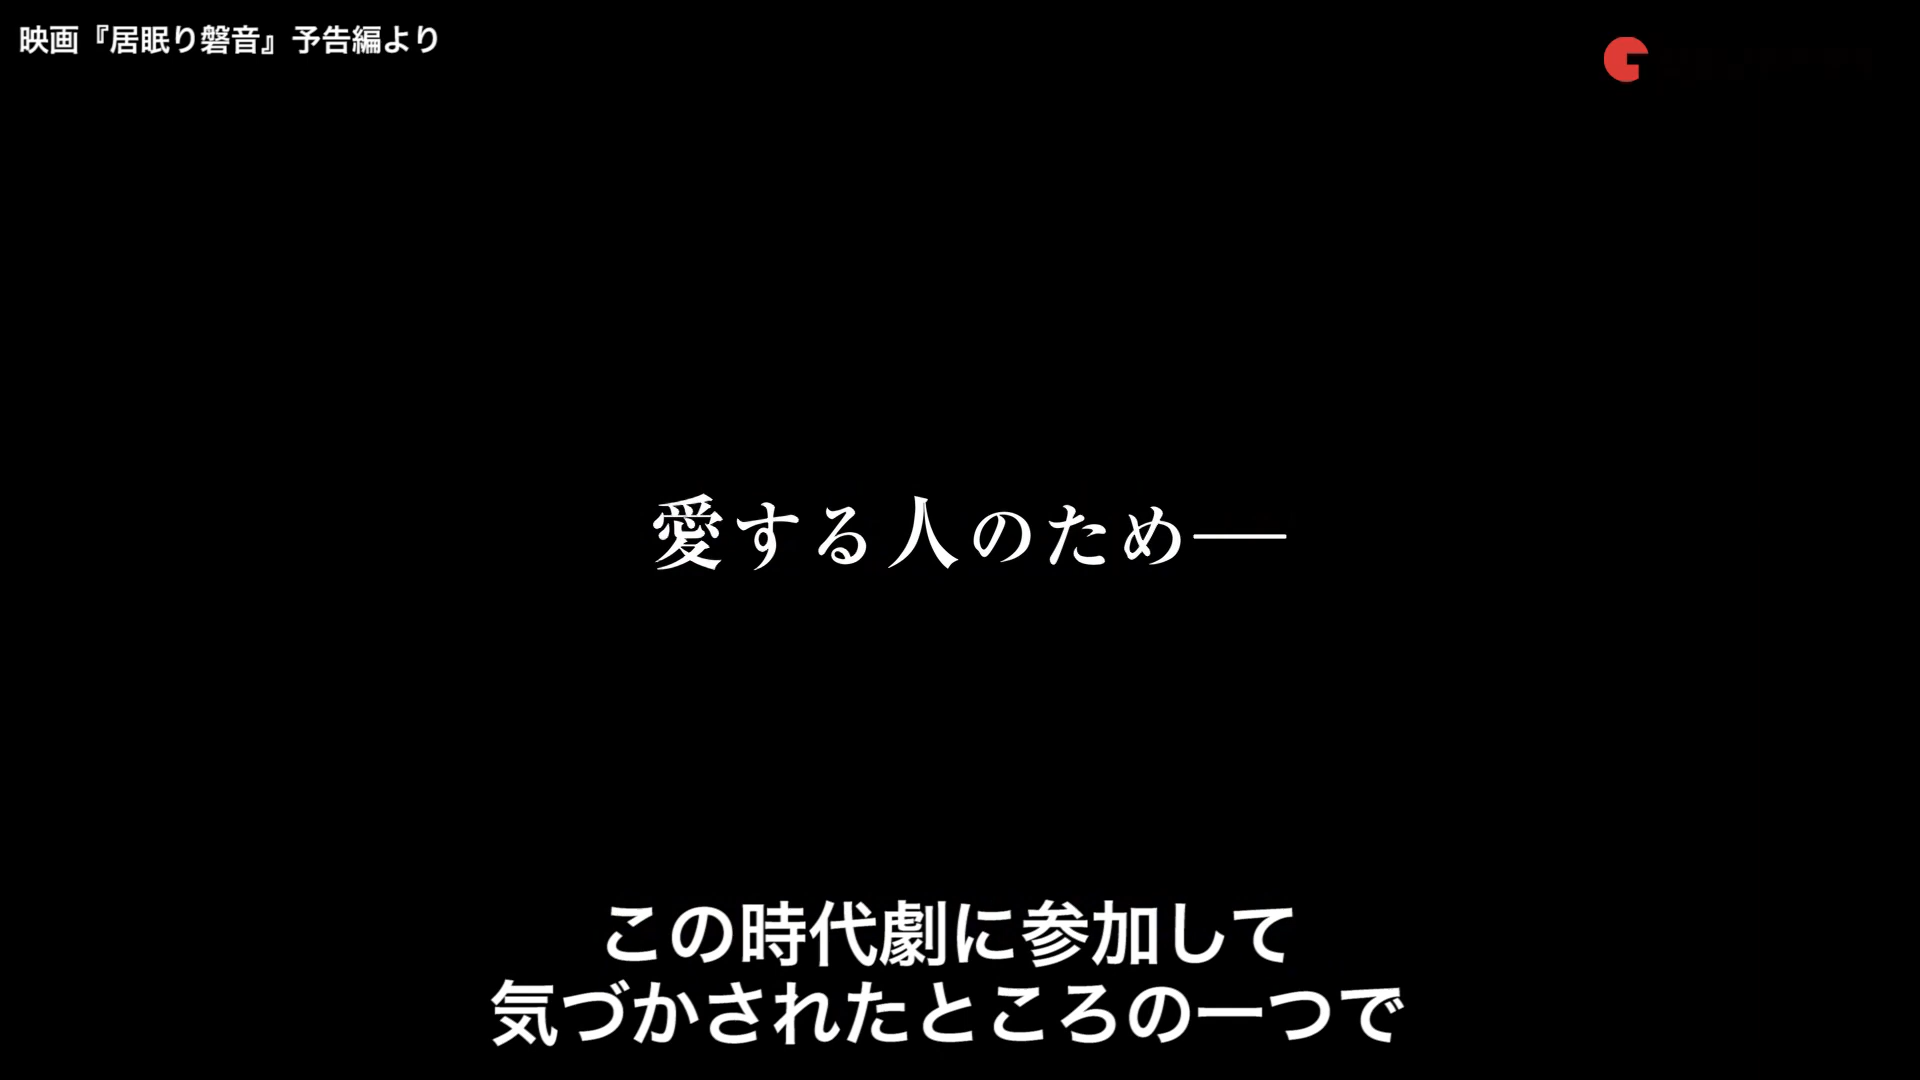 映画『居眠り磐音』予告編より
愛する人のため──
この時代劇に参加して
気づかされたところの一つで